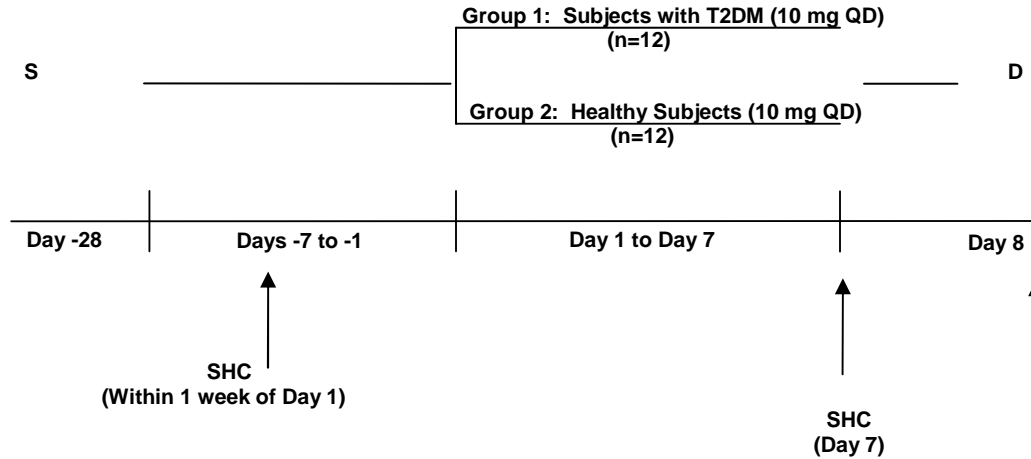 Group 1: Subjects with T2DM (10 mg QD)
(n=12)
S
D
Group 2: Healthy Subjects (10 mg QD)
(n=12)
Day -28
Days -7 to -1
Day 1 to Day 7
Day 8
SHC
(Within 1 week of Day 1)
SHC
(Day 7)